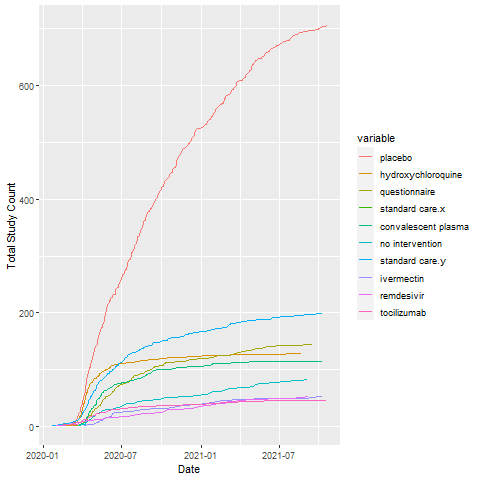 Total Study Count
600
400
200
0
2020-01
2020-07
2021-01
2021-07
Date
variable
placebo
hydroxychloroquine
questionnaire
standard care.x
convalescent plasma
no intervention
standard care.y
ivermectin
remdesivir
tocilizumab